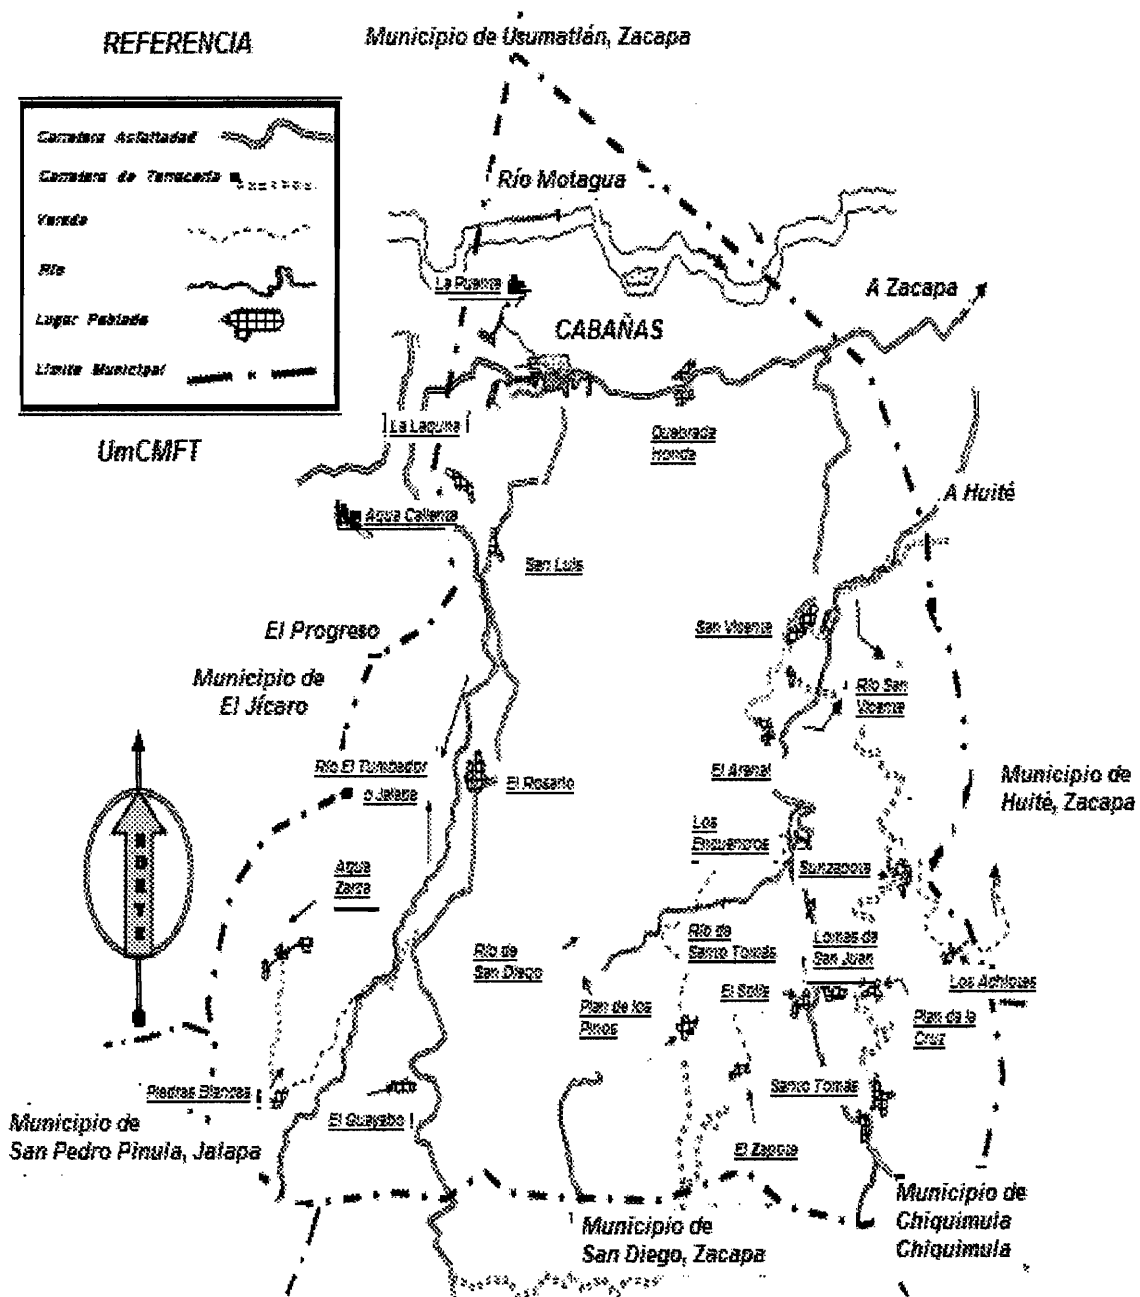 REFERENCIA
Municipio de Usumatlán, Zacapa
Carretera Asfaltadad
Carretera de Terracería
Vereda
Río
Lugar Poblado
Límite Municipal
UmCMFT
Río Motagua
La Puente
A Zacapa
CABAÑAS
La Laguna
Quebrada
Honda
A Huité
Agua Caliente
San Luis
El Progreso
San Vicente
Municipio de
El Jícaro
Río San
Vicente
Río El Tumbador
o Jalapa
El Rosario
El Arenal
Municipio de
Huité, Zacapa
NORTE
Los
Encuentros
Agua
Zarca
Sunzapote
Río de
San Diego
Río de
Santo Tomás
Lomas de
San Juan
Los Achiotes
Plan de los
Pinos
El Solis
Plan de la
Cruz
Piedras Blancas
Santo Tomás
Municipio de
San Pedro Pinula, Jalapa
El Guayabo
El Zapote
Municipio de
San Diego, Zacapa
Municipio de
Chiquimula
Chiquimula